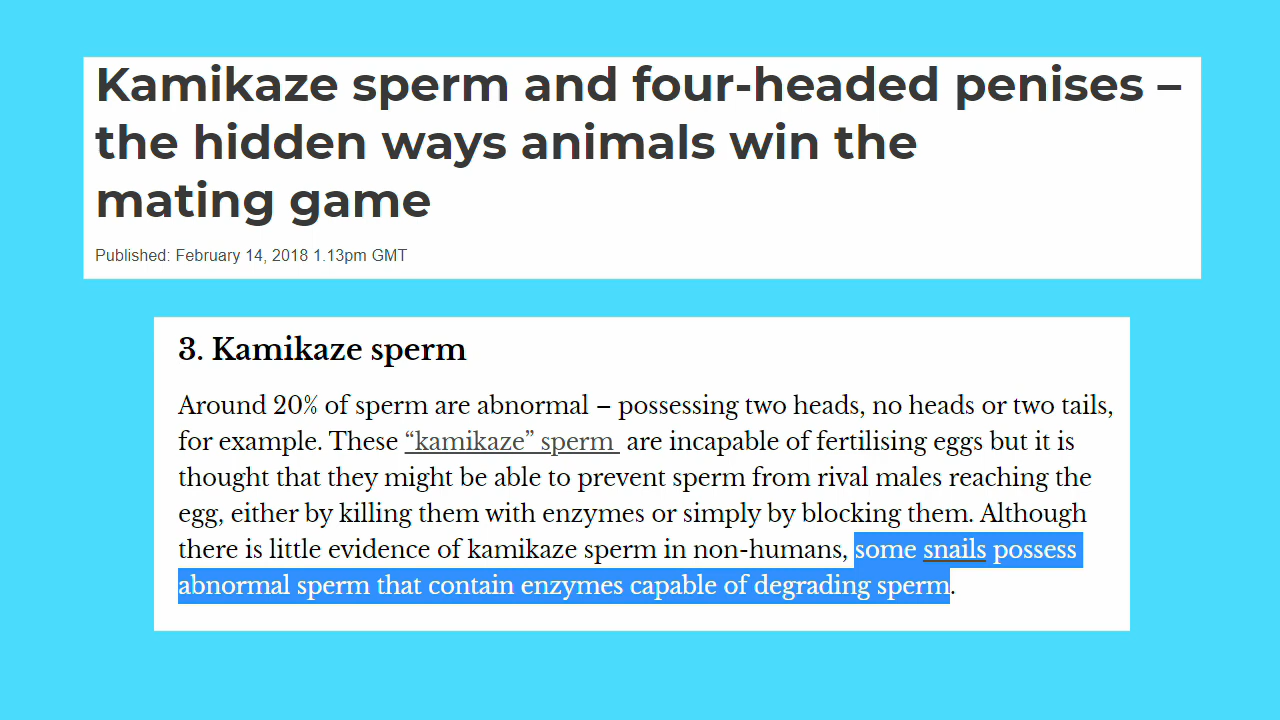 Kamikaze sperm and four-headed penises –
the hidden ways animals win the
mating game
Published: February 14, 2018 1.13pm GMT
3. Kamikaze sperm
Around 20% of sperm are abnormal – possessing two heads, no heads or two tails,
for example. These “kamikaze” sperm are incapable of fertilising eggs but it is
thought that they might be able to prevent sperm from rival males reaching the
egg, either by killing them with enzymes or simply by blocking them. Although
there is little evidence of kamikaze sperm in non-humans, some snails possess
abnormal sperm that contain enzymes capable of degrading sperm.